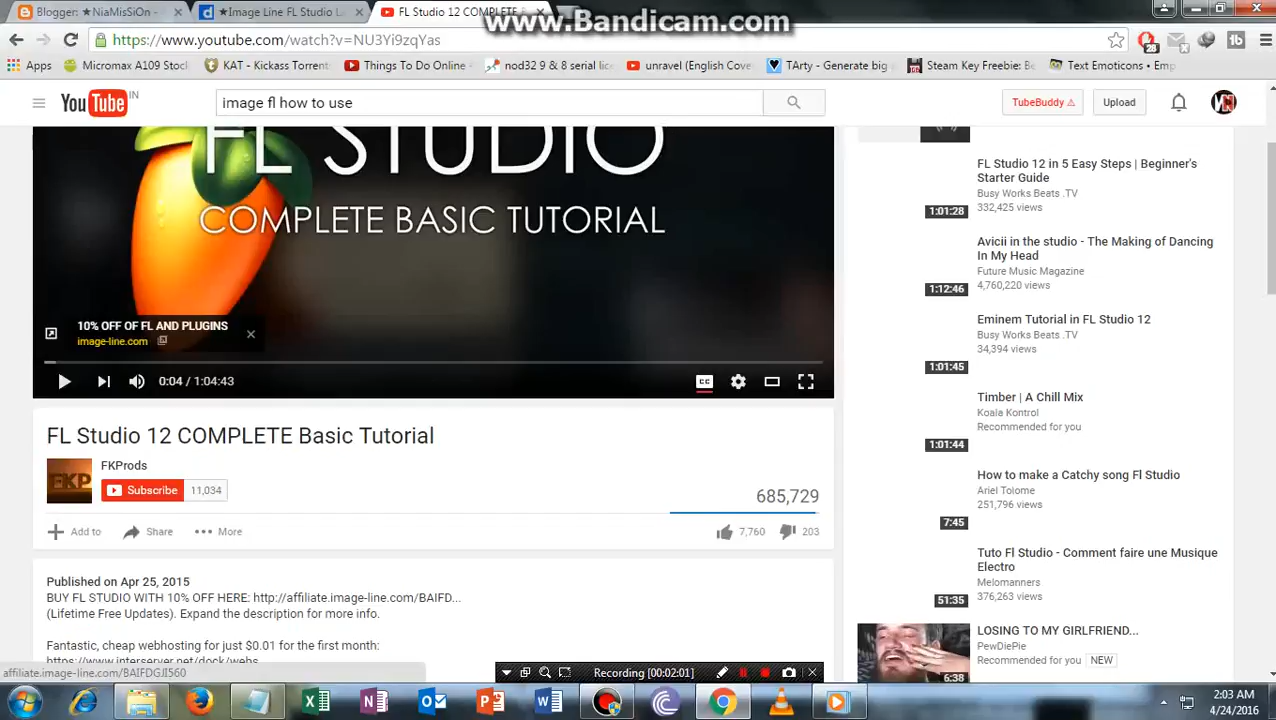 www.Bandicam.com
Blogger: ★NiaMiSsiOn -
★Image Line FL Studio L
FL Studio 12 COMPLETE
https://www.youtube.com/watch?v=NU3Yi9zqYas
28
Apps
Micromax A109 Stock
KAT - Kickass Torrent
Things To Do Online
nod32 9 & 8 serial lice
unravel (English Cove
TArty - Generate big a
Steam Key Freebie: Be
Text Emoticons • Emp
YouTube IN
image fl how to use
TubeBuddy ⚠
Upload
FL STUDIO
COMPLETE BASIC TUTORIAL
10% OFF OF FL AND PLUGINS
image-line.com
0:04 / 1:04:43
CC
FL Studio 12 COMPLETE Basic Tutorial
FKP
FKProds
Subscribe
11,034
685,729
Add to
Share
More
7,760
203
Published on Apr 25, 2015
BUY FL STUDIO WITH 10% OFF HERE: http://affiliate.image-line.com/BAIFD...
(Lifetime Free Updates). Expand the description for more info.
Fantastic, cheap webhosting for just $0.01 for the first month:
https://www.interserver.net/dock/webs
affiliate.image-line.com/BAIFDGJI560
FL Studio 12 in 5 Easy Steps | Beginner's
Starter Guide
Busy Works Beats .TV
332,425 views
1:01:28
Avicii in the studio - The Making of Dancing
In My Head
Future Music Magazine
4,760,220 views
1:12:46
Eminem Tutorial in FL Studio 12
Busy Works Beats .TV
34,394 views
1:01:45
Timber | A Chill Mix
Koala Kontrol
Recommended for you
1:01:44
How to make a Catchy song Fl Studio
Ariel Tolome
251,796 views
7:45
Tuto Fl Studio - Comment faire une Musique
Electro
Melomanners
376,263 views
51:35
LOSING TO MY GIRLFRIEND...
PewDiePie
Recommended for you NEW
6:38
Recording [00:02:01]
2:03 AM
4/24/2016